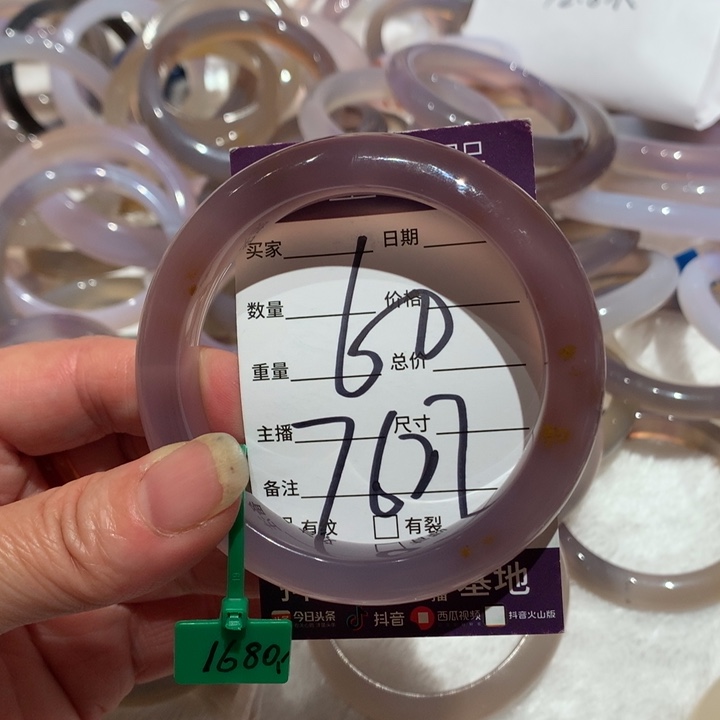 买家 日期
60
数量 价格
重量 总价
主播 尺寸
备注
有纹 有裂
基地
今日头条 抖音 西瓜视频 抖音火山版
1680